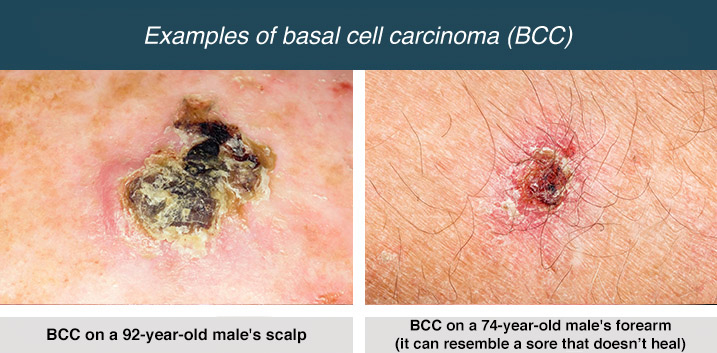 Examples of basal cell carcinoma (BCC)
BCC on a 92-year-old male's scalp
BCC on a 74-year-old male's forearm
(it can resemble a sore that doesn’t heal)